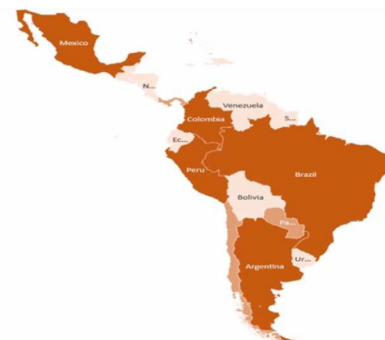 Mexico
N...
Venezuela
S...
Colombia
Ec...
Peru
Brazil
Bolivia
Pa...
Ur...
Argentina